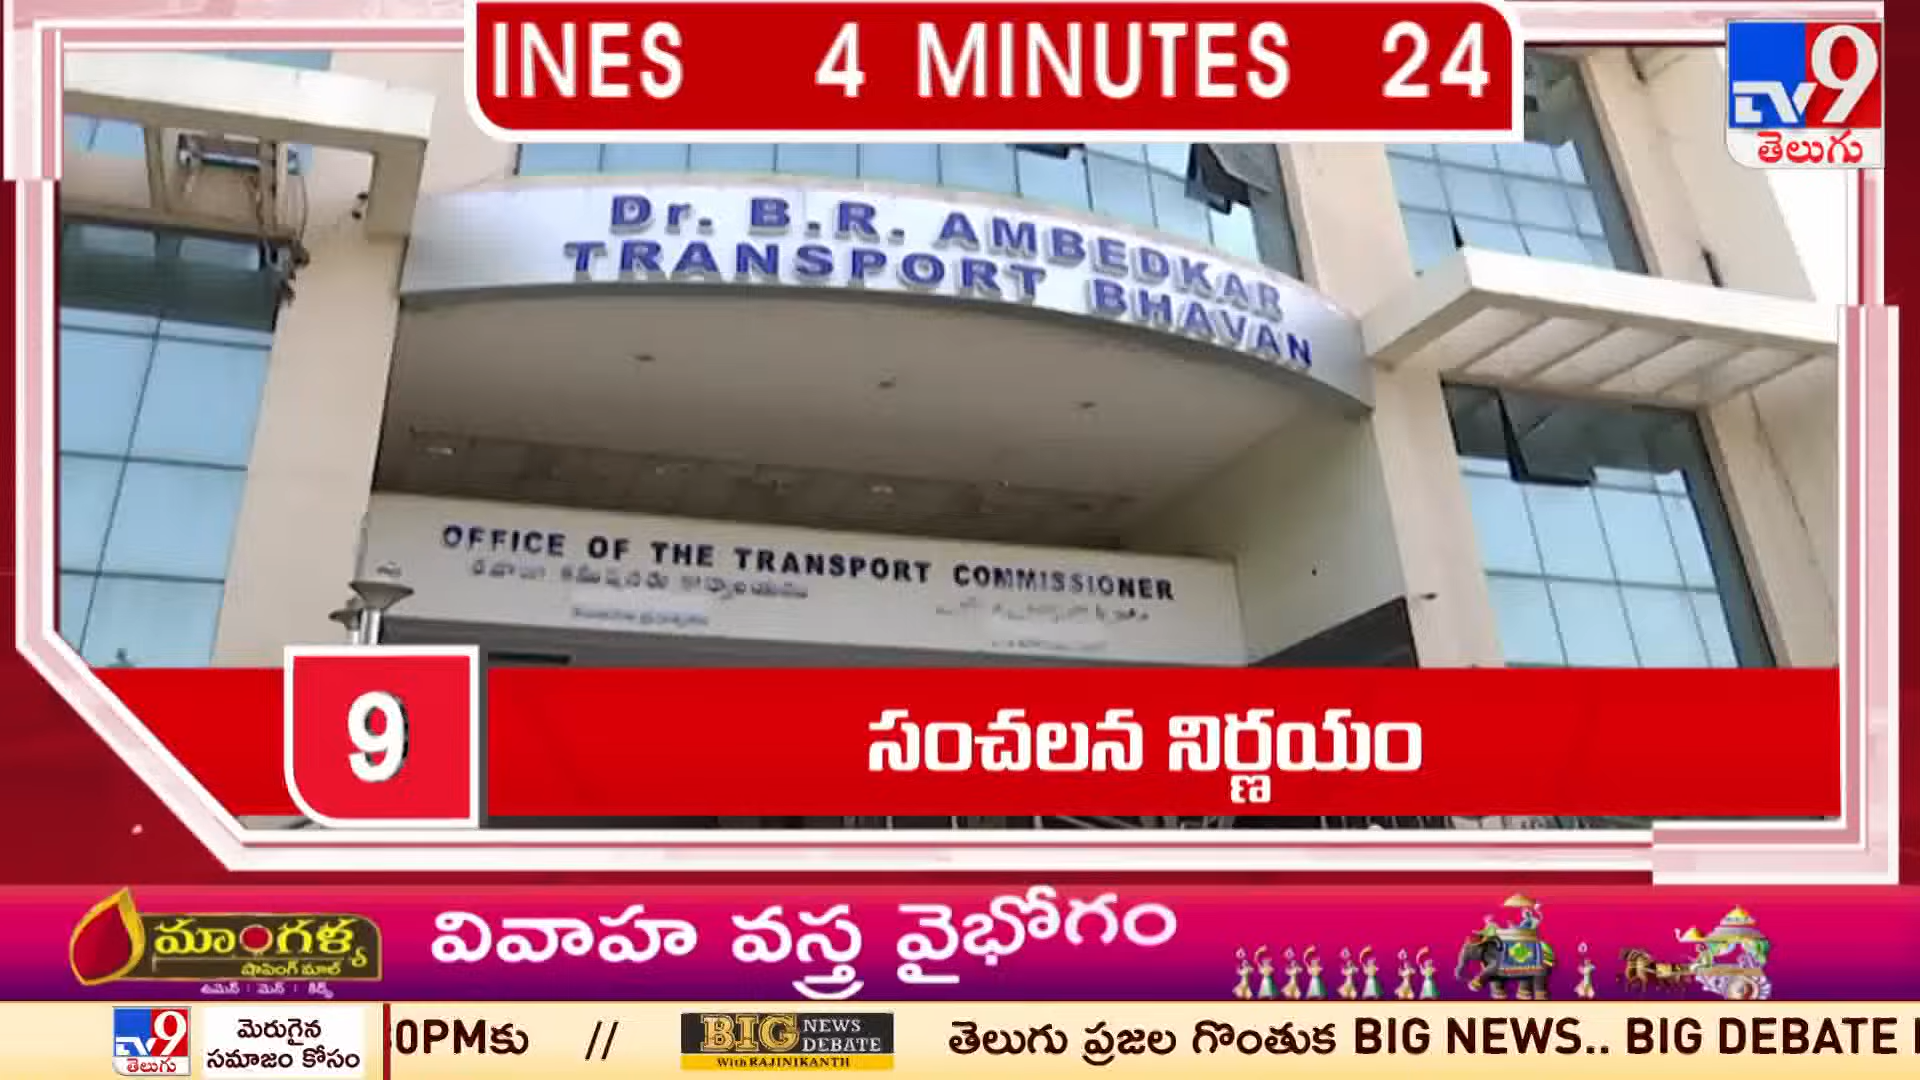 INES 4 MINUTES 24
TV9
తెలుగు
Dr. B.R. AMBEDKAR
TRANSPORT BHAVAN
OFFICE OF THE TRANSPORT COMMISSIONER
9
సంచలన నిర్ణయం
మాంగళ్య
షాపింగ్ మాల్
ఉమెన్ : మెన్ : కిడ్స్
వివాహ వస్త్ర వైభోగం
TV9
తెలుగు
మెరుగైన
సమాజం కోసం
0PMకు // BIG NEWS DEBATE With RAJINIKANTH తెలుగు ప్రజల గొంతుక BIG NEWS.. BIG DEBATE